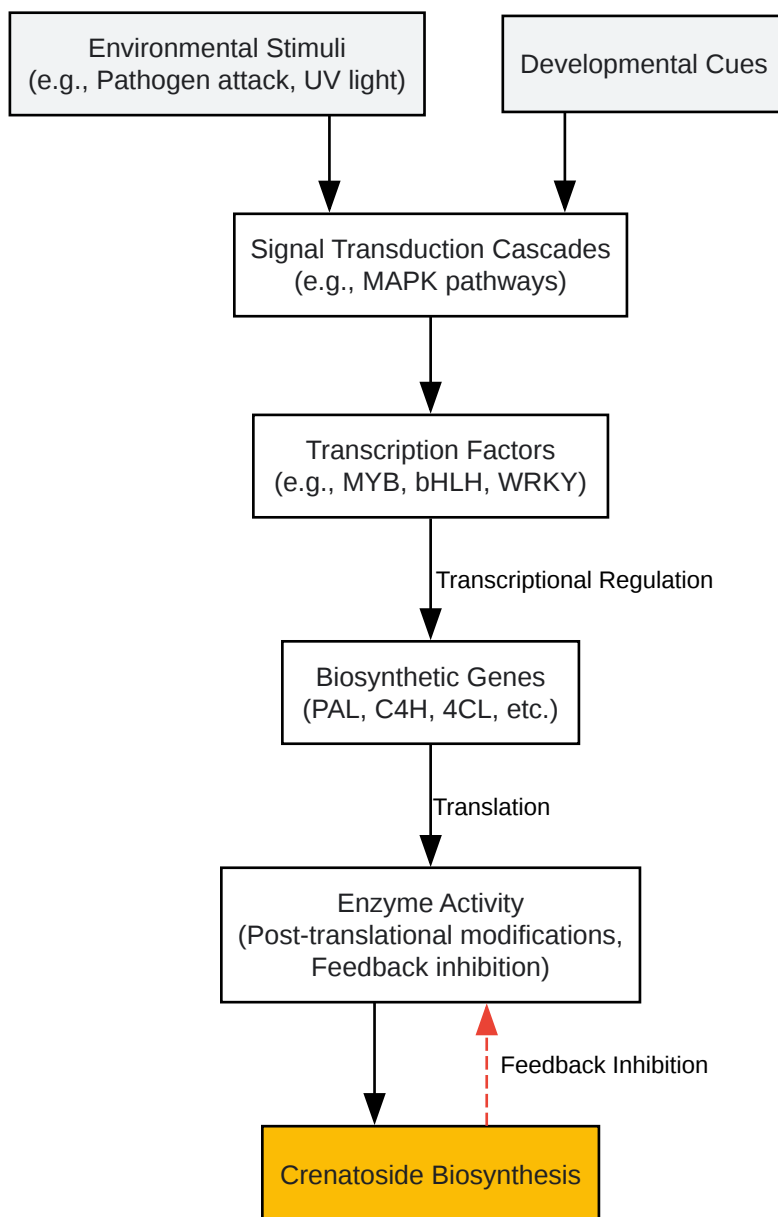 Environmental Stimuli
(e.g., Pathogen attack, UV light)
Developmental Cues
Signal Transduction Cascades
(e.g., MAPK pathways)
Transcription Factors
(e.g., MYB, bHLH, WRKY)
Transcriptional Regulation
Biosynthetic Genes
(PAL, C4H, 4CL, etc.)
Translation
Enzyme Activity
(Post-translational modifications,
Feedback inhibition)
Feedback Inhibition
Crenatoside Biosynthesis